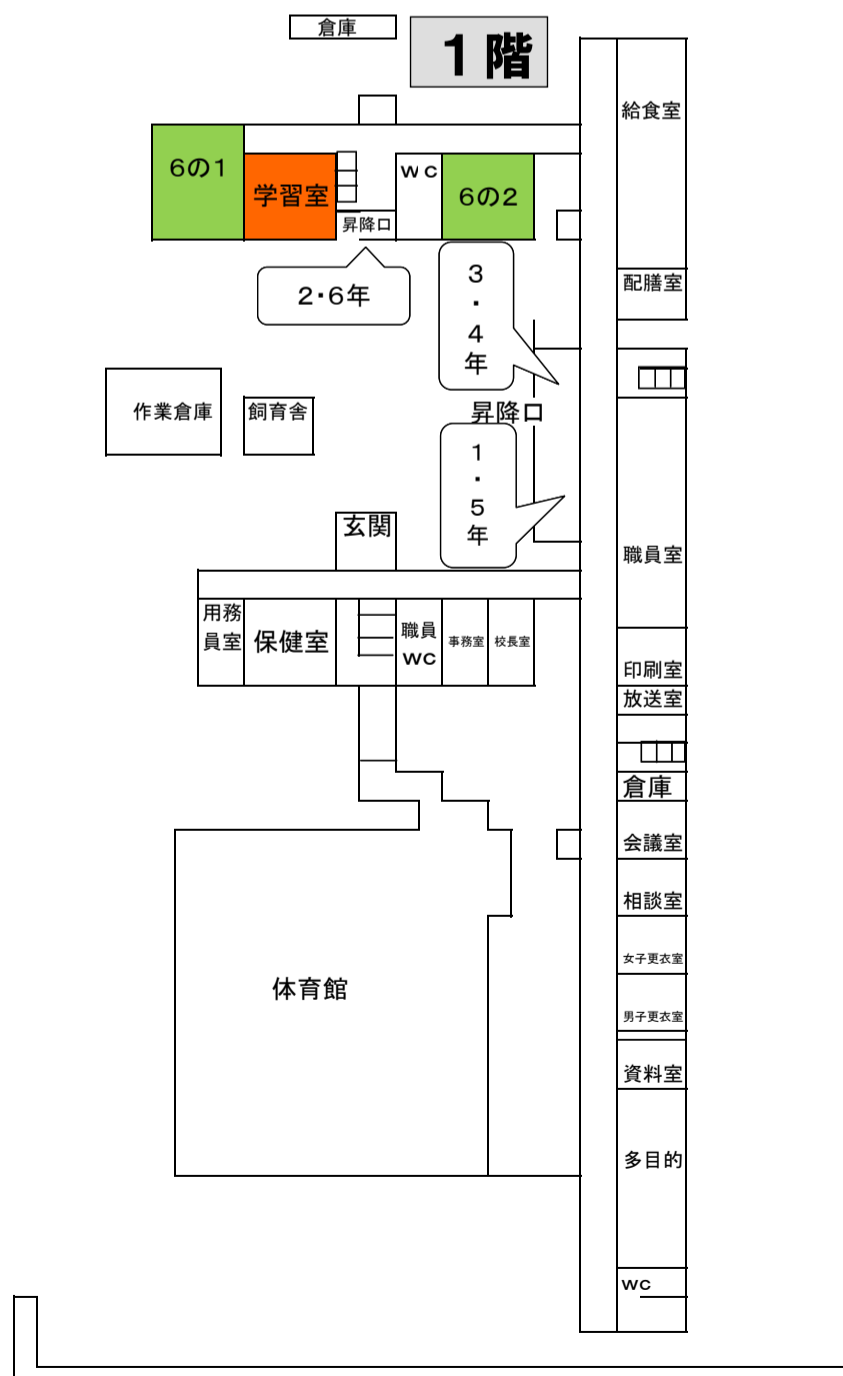 倉庫
1階
給食室
6の1
学習室
WC
6の2
昇降口
2・6年
3・4年
配膳室
作業倉庫
飼育舎
昇降口
1・5年
玄関
職員室
用務
員室
保健室
職員
WC
事務室
校長室
印刷室
放送室
倉庫
会議室
相談室
女子更衣室
男子更衣室
体育館
資料室
多目的
WC